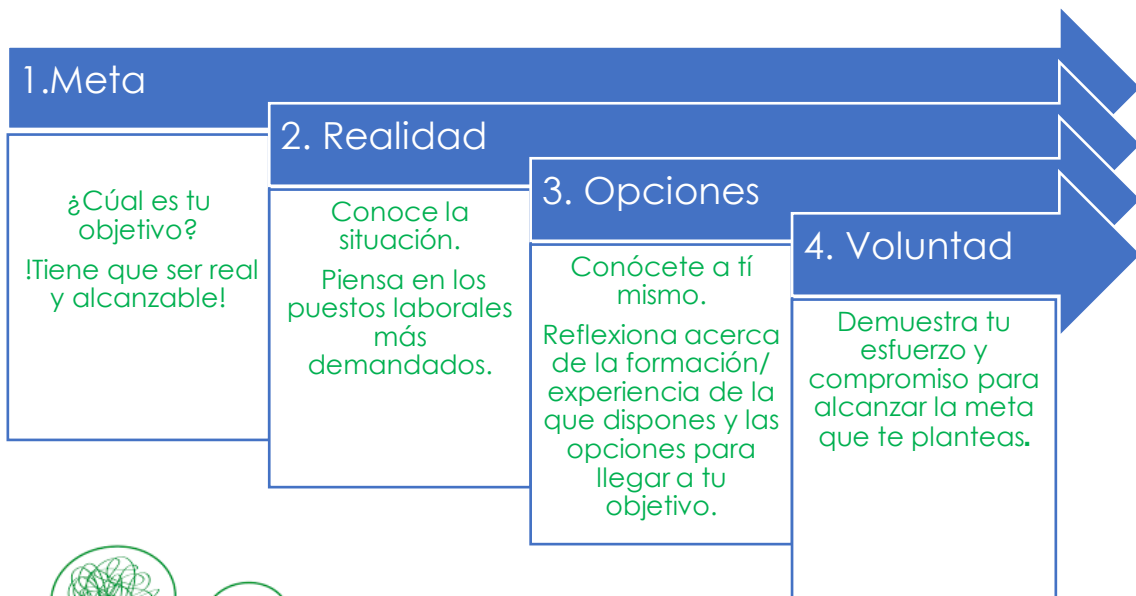 1.Meta
¿Cúal es tu
objetivo?
!Tiene que ser real
y alcanzable!
2. Realidad
Conoce la
situación.
Piensa en los
puestos laborales
más
demandados.
3. Opciones
Conócete a tí
mismo.
Reflexiona acerca
de la formación/
experiencia de la
que dispones y las
opciones para
llegar a tu
objetivo.
4. Voluntad
Demuestra tu
esfuerzo y
compromiso para
alcanzar la meta
que te planteas.